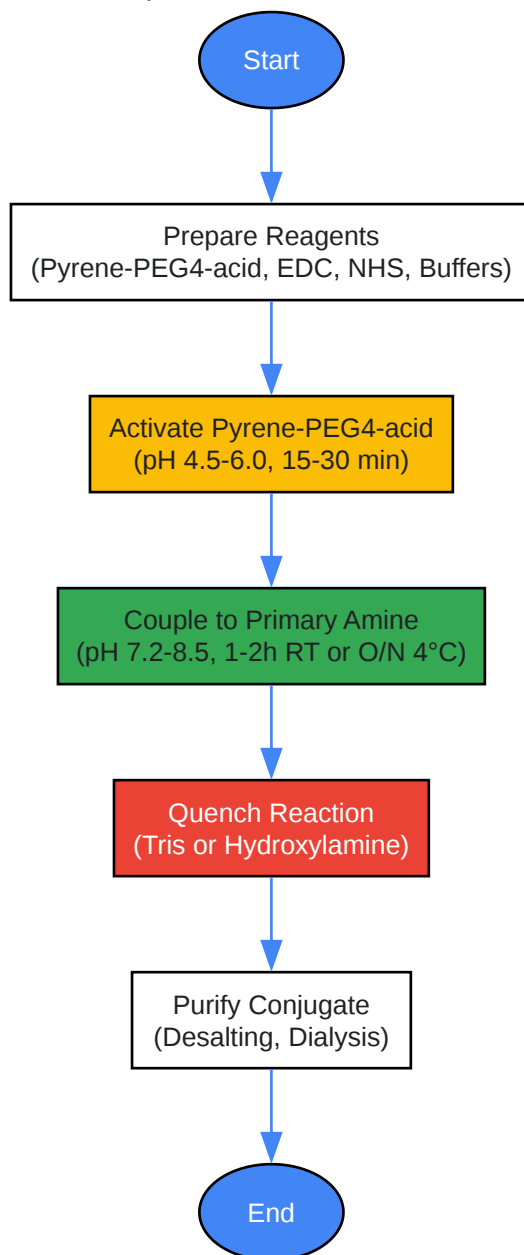 Start
Prepare Reagents
(Pyrene-PEG4-acid, EDC, NHS, Buffers)
Activate Pyrene-PEG4-acid
(pH 4.5-6.0, 15-30 min)
Couple to Primary Amine
(pH 7.2-8.5, 1-2h RT or O/N 4°C)
Quench Reaction
(Tris or Hydroxylamine)
Purify Conjugate
(Desalting, Dialysis)
End